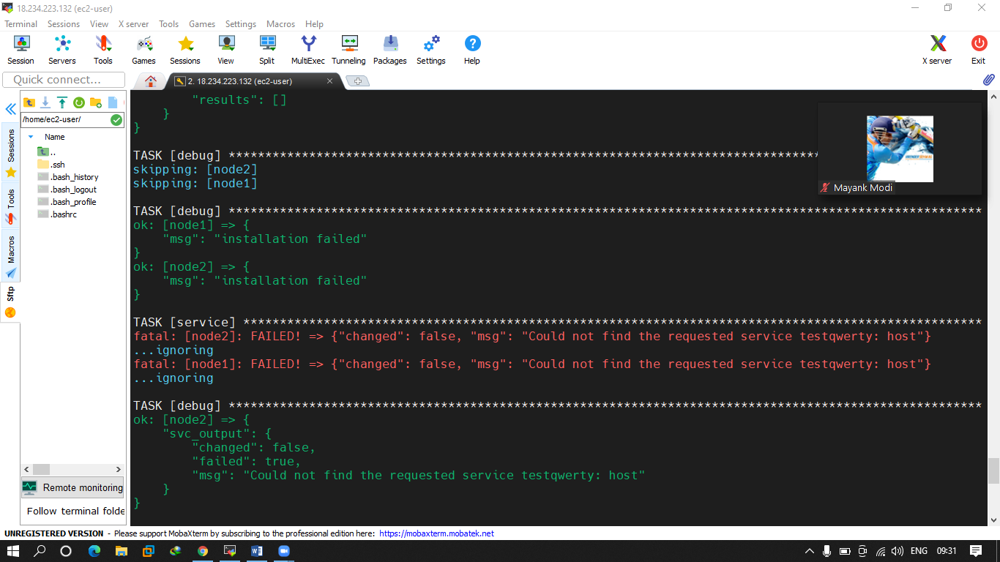 18.234.223.132 (ec2-user)
Terminal Sessions View X server Tools Games Settings Macros Help
Session Servers Tools Games Sessions View Split MultiExec Tunneling Packages Settings Help X server Exit
Quick connect...
2. 18.234.223.132 (ec2-user)
/home/ec2-user/
Name
..
.ssh
.bash_history
.bash_logout
.bash_profile
.bashrc
Sessions
Tools
Macros
Sftp
Remote monitoring
Follow terminal folde
"results": []
}
}
TASK [debug] ********************************************************************************
skipping: [node2]
skipping: [node1]
Mayank Modi
TASK [debug] *******************************************************************************************************
ok: [node1] => {
"msg": "installation failed"
}
ok: [node2] => {
"msg": "installation failed"
}
TASK [service] *****************************************************************************************************
fatal: [node2]: FAILED! => {"changed": false, "msg": "Could not find the requested service testqwerty: host"}
...ignoring
fatal: [node1]: FAILED! => {"changed": false, "msg": "Could not find the requested service testqwerty: host"}
...ignoring
TASK [debug] *******************************************************************************************************
ok: [node2] => {
"svc_output": {
"changed": false,
"failed": true,
"msg": "Could not find the requested service testqwerty: host"
}
}
UNREGISTERED VERSION - Please support MobaXterm by subscribing to the professional edition here: https://mobaxterm.mobatek.net
ENG 09:31